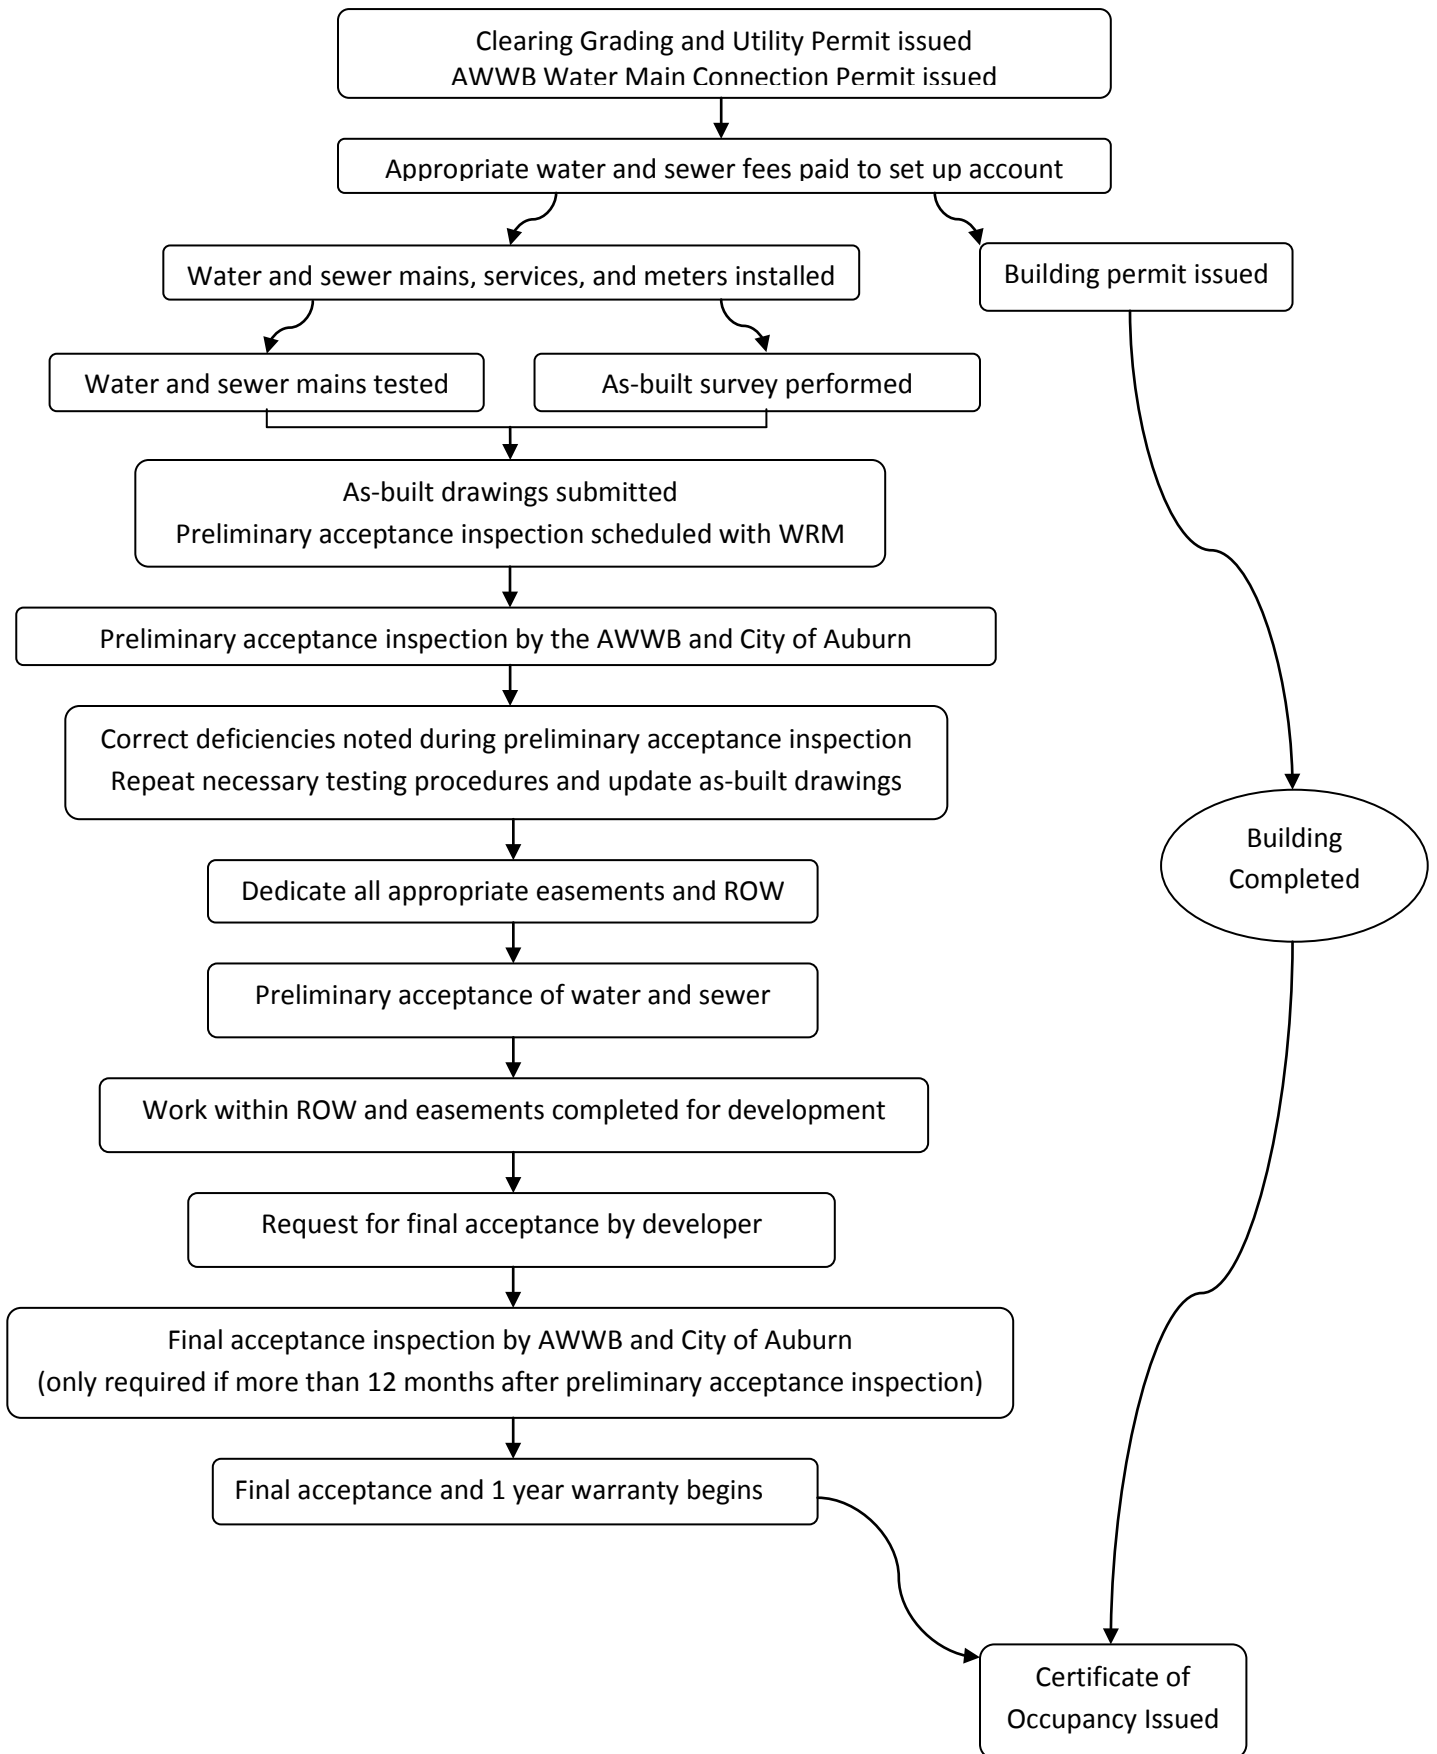 Clearing Grading and Utility Permit issued
AWWB Water Main Connection Permit issued
Appropriate water and sewer fees paid to set up account
Water and sewer mains, services, and meters installed
Building permit issued
Water and sewer mains tested
As-built survey performed
As-built drawings submitted
Preliminary acceptance inspection scheduled with WRM
Preliminary acceptance inspection by the AWWB and City of Auburn
Correct deficiencies noted during preliminary acceptance inspection
Repeat necessary testing procedures and update as-built drawings
Building
Completed
Dedicate all appropriate easements and ROW
Preliminary acceptance of water and sewer
Work within ROW and easements completed for development
Request for final acceptance by developer
Final acceptance inspection by AWWB and City of Auburn
(only required if more than 12 months after preliminary acceptance inspection)
Final acceptance and 1 year warranty begins
Certificate of
Occupancy Issued